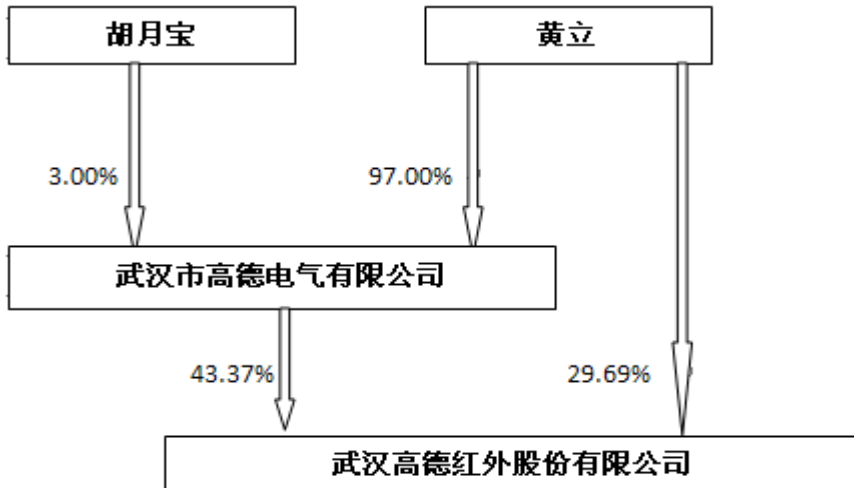 胡月宝
黄立
3.00%
97.00%
武汉市高德电气有限公司
43.37%
29.69%
武汉高德红外股份有限公司